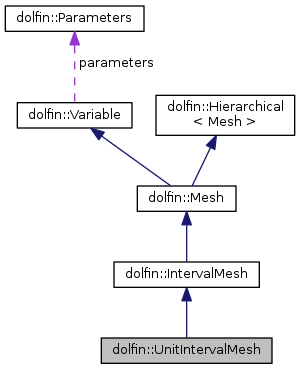 dolfin::Parameters
parameters
dolfin::Variable
dolfin::Hierarchical
< Mesh >
dolfin::Mesh
dolfin::IntervalMesh
dolfin::UnitIntervalMesh